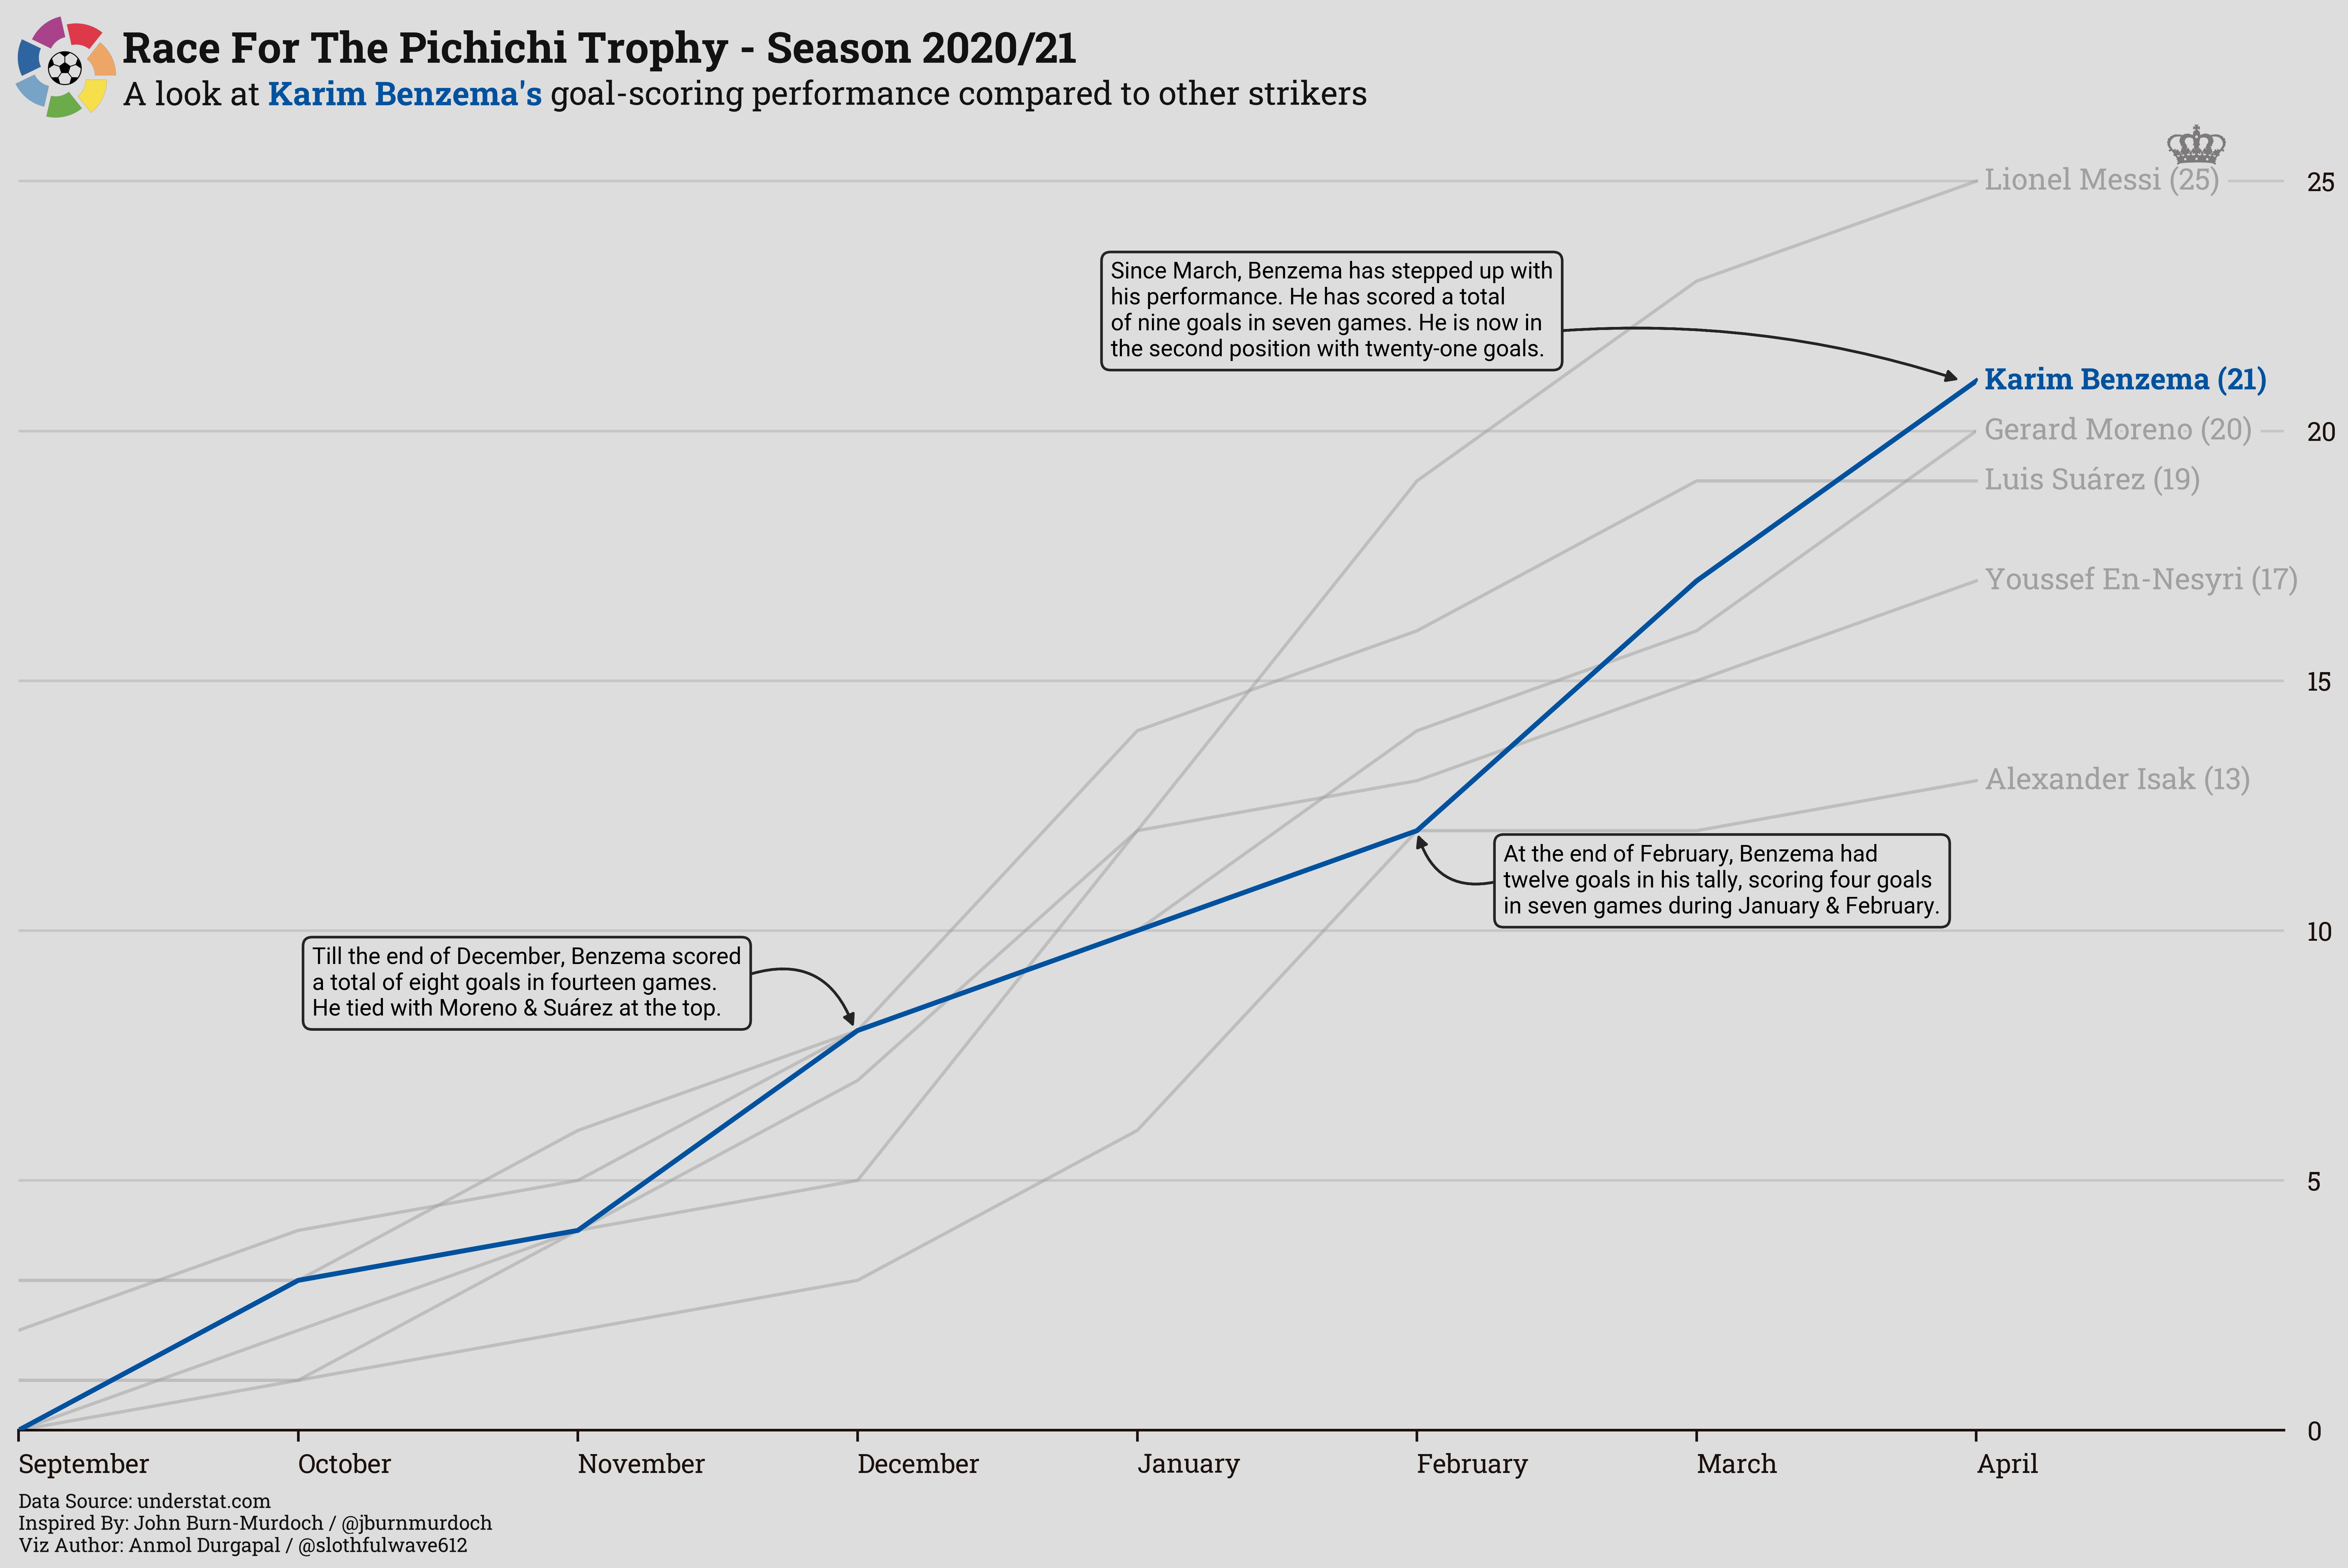 Race For The Pichichi Trophy - Season 2020/21
A look at Karim Benzema's goal-scoring performance compared to other strikers
Lionel Messi (25)
25
Since March, Benzema has stepped up with
his performance. He has scored a total
of nine goals in seven games. He is now in
the second position with twenty-one goals.
Karim Benzema (21)
Gerard Moreno (20)
20
Luis Suárez (19)
Youssef En-Nesyri (17)
15
Alexander Isak (13)
At the end of February, Benzema had
twelve goals in his tally, scoring four goals
in seven games during January & February.
10
Till the end of December, Benzema scored
a total of eight goals in fourteen games.
He tied with Moreno & Suárez at the top.
5
0
September October November December January February March April
Data Source: understat.com
Inspired By: John Burn-Murdoch / @jburnmurdoch
Viz Author: Anmol Durgapal / @slothfulwave612